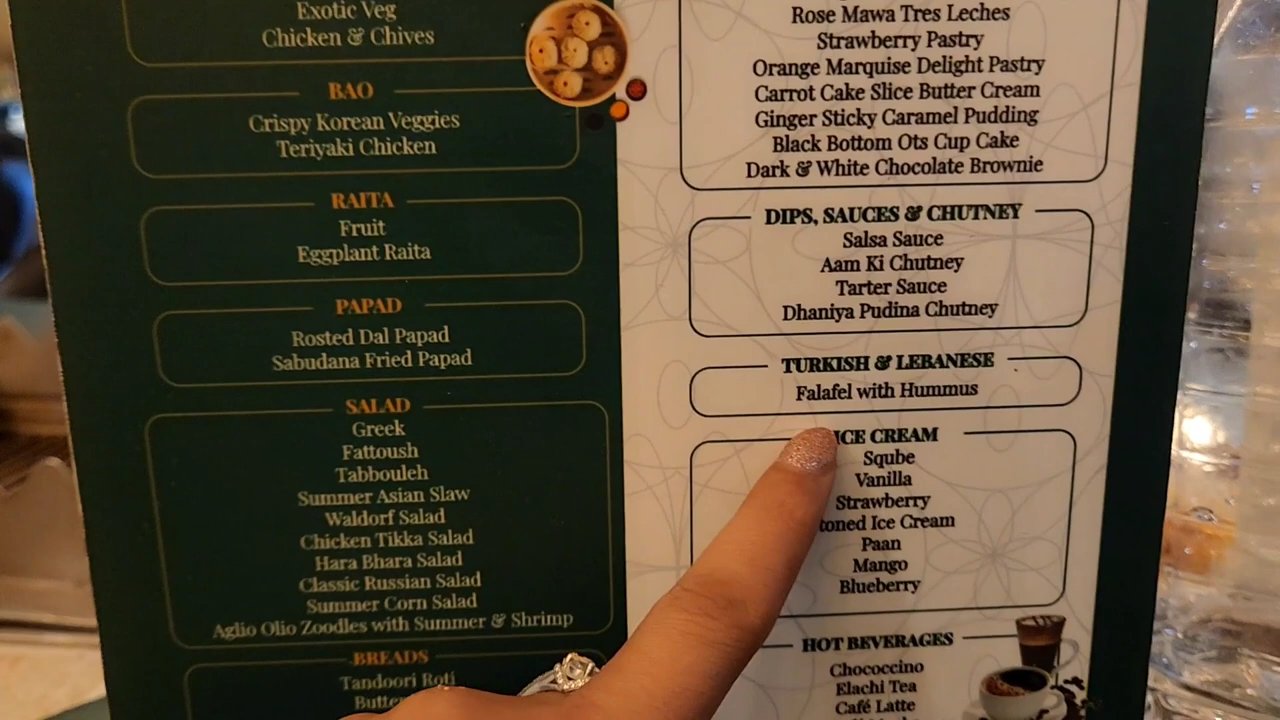 Exotic Veg
Chicken & Chives
BAO
Crispy Korean Veggies
Teriyaki Chicken
RAITA
Fruit
Eggplant Raita
PAPAD
Rosted Dal Papad
Sabudana Fried Papad
SALAD
Greek
Fattoush
Tabbouleh
Summer Asian Slaw
Waldorf Salad
Chicken Tikka Salad
Hara Bhara Salad
Classic Russian Salad
Summer Corn Salad
Aglio Olio Zoodles with Summer & Shrimp
BREADS
Tandoori Roti
Rose Mawa Tres Leches
Strawberry Pastry
Orange Marquise Delight Pastry
Carrot Cake Slice Butter Cream
Ginger Sticky Caramel Pudding
Black Bottom Ots Cup Cake
Dark & White Chocolate Brownie
DIPS, SAUCES & CHUTNEY
Salsa Sauce
Aam Ki Chutney
Tarter Sauce
Dhaniya Pudina Chutney
TURKISH & LEBANESE
Falafel with Hummus
ICE CREAM
Sqube
Vanilla
Strawberry
Ice Cream
Paan
Mango
Blueberry
HOT BEVERAGES
Chococcino
Elachi Tea
Café Latte